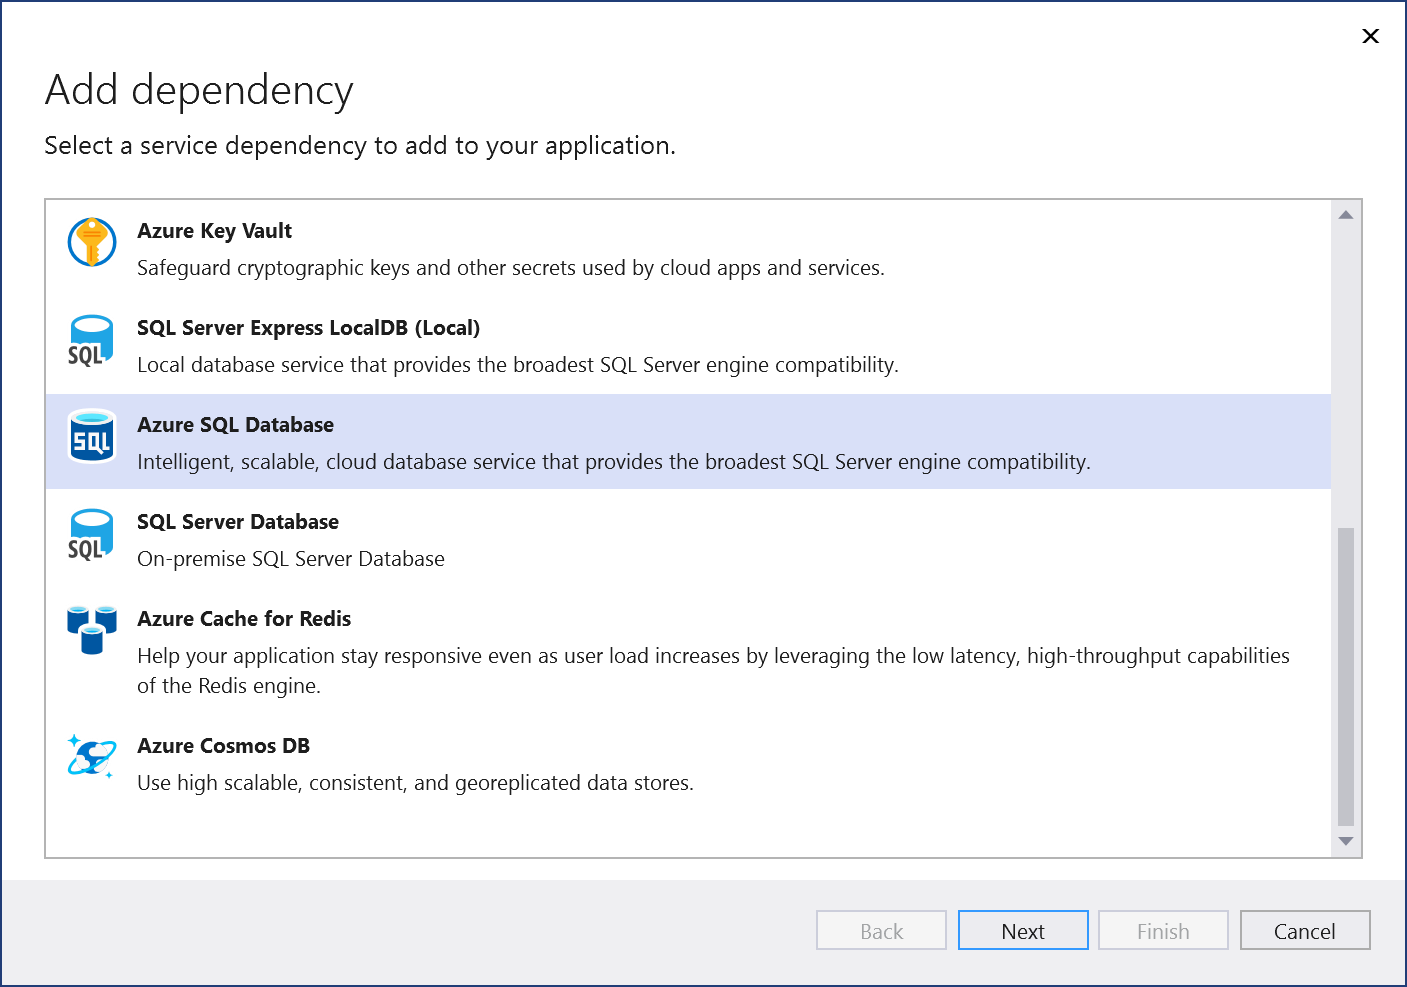 Add dependency
Select a service dependency to add to your application.
Azure Key Vault
Safeguard cryptographic keys and other secrets used by cloud apps and services.
SQL
SQL Server Express LocalDB (Local)
Local database service that provides the broadest SQL Server engine compatibility.
SQL
Azure SQL Database
Intelligent, scalable, cloud database service that provides the broadest SQL Server engine compatibility.
SQL
SQL Server Database
On-premise SQL Server Database
Azure Cache for Redis
Help your application stay responsive even as user load increases by leveraging the low latency, high-throughput capabilities
of the Redis engine.
Azure Cosmos DB
Use high scalable, consistent, and georeplicated data stores.
Back Next Finish Cancel